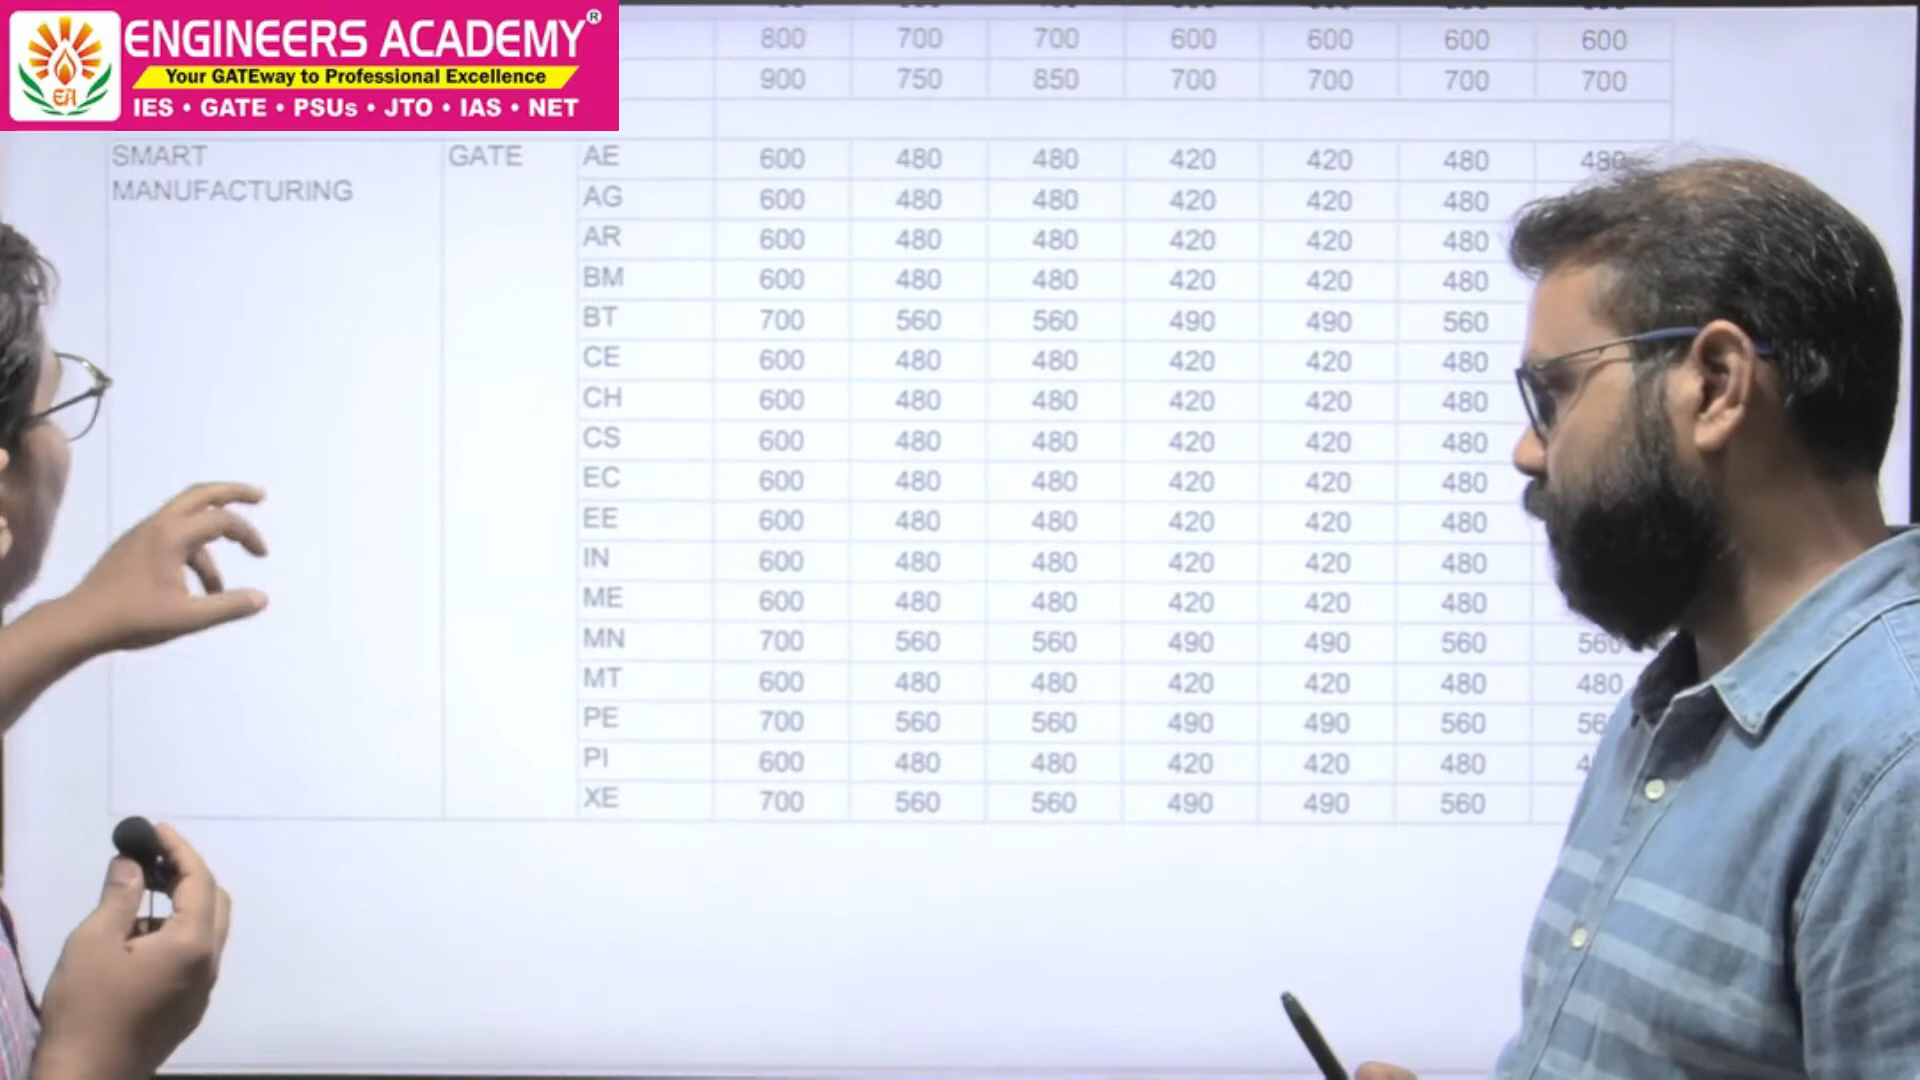 ENGINEERS ACADEMY®
Your GATEway to Professional Excellence
IES • GATE • PSUs • JTO • IAS • NET
800 700 700 600 600 600 600
900 750 850 700 700 700 700
SMART MANUFACTURING GATE AE 600 480 480 420 420 480 480
AG 600 480 480 420 420 480
AR 600 480 480 420 420 480
BM 600 480 480 420 420 480
BT 700 560 560 490 490 560
CE 600 480 480 420 420 480
CH 600 480 480 420 420 480
CS 600 480 480 420 420 480
EC 600 480 480 420 420 480
EE 600 480 480 420 420 480
IN 600 480 480 420 420 480
ME 600 480 480 420 420 480
MN 700 560 560 490 490 560 560
MT 600 480 480 420 420 480 480
PE 700 560 560 490 490 560
PI 600 480 480 420 420 480
XE 700 560 560 490 490 560